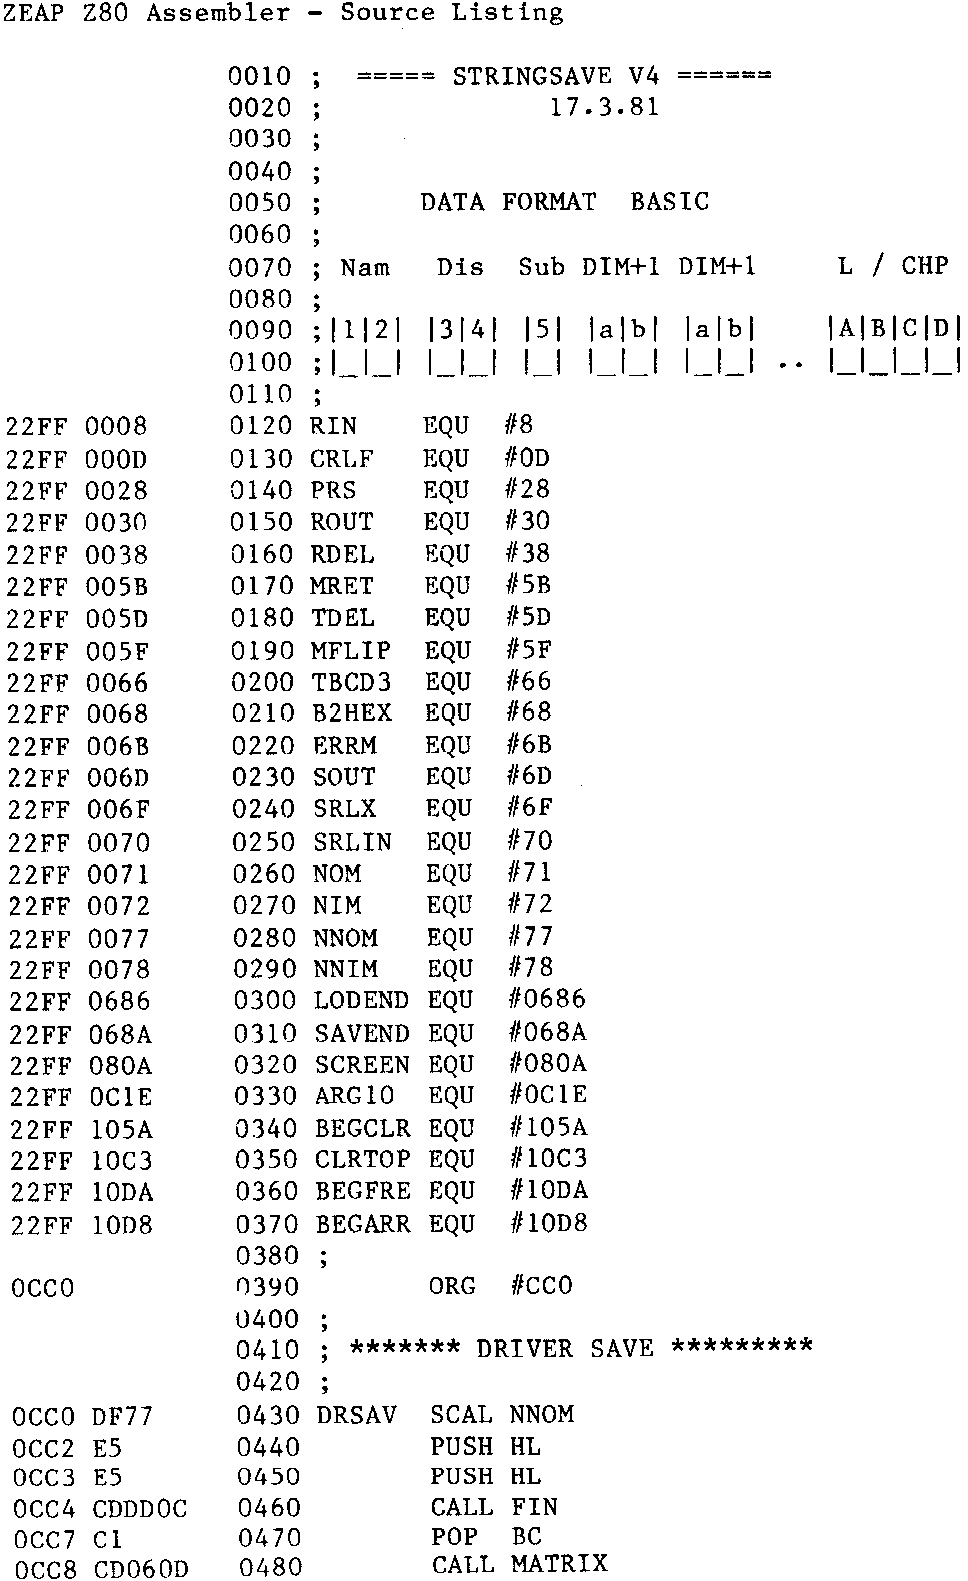 ZEAP Z80 Assembler - Source Listing
0010 ;  ===== STRINGSAVE V4 ======
0020 ;              17.3.81
0030 ;
0040 ;
0050 ;      DATA FORMAT  BASIC
0060 ;
0070 ; Nam   Dis  Sub DIM+1 DIM+1     L / CHP
0080 ;
0090 ;|1|2| |3|4| |5| |a|b| |a|b|    |A|B|C|D|
0100 ;|_|_| |_|_| |_| |_|_| |_|_| .. |_|_|_|_|
0110 ;
22FF 0008     0120 RIN    EQU  #8
22FF 000D     0130 CRLF   EQU  #0D
22FF 0028     0140 PRS    EQU  #28
22FF 0030     0150 ROUT   EQU  #30
22FF 0038     0160 RDEL   EQU  #38
22FF 005B     0170 MRET   EQU  #5B
22FF 005D     0180 TDEL   EQU  #5D
22FF 005F     0190 MFLIP  EQU  #5F
22FF 0066     0200 TBCD3  EQU  #66
22FF 0068     0210 B2HEX  EQU  #68
22FF 006B     0220 ERRM   EQU  #6B
22FF 006D     0230 SOUT   EQU  #6D
22FF 006F     0240 SRLX   EQU  #6F
22FF 0070     0250 SRLIN  EQU  #70
22FF 0071     0260 NOM    EQU  #71
22FF 0072     0270 NIM    EQU  #72
22FF 0077     0280 NNOM   EQU  #77
22FF 0078     0290 NNIM   EQU  #78
22FF 0686     0300 LODEND EQU  #0686
22FF 068A     0310 SAVEND EQU  #068A
22FF 080A     0320 SCREEN EQU  #080A
22FF 0C1E     0330 ARG10  EQU  #0C1E
22FF 105A     0340 BEGCLR EQU  #105A
22FF 10C3     0350 CLRTOP EQU  #10C3
22FF 10DA     0360 BEGFRE EQU  #10DA
22FF 10D8     0370 BEGARR EQU  #10D8
0380 ;
0CC0          0390        ORG  #CC0
0400 ;
0410 ; ******* DRIVER SAVE *********
0420 ;
0CC0 DF77     0430 DRSAV  SCAL NNOM
0CC2 E5       0440        PUSH HL
0CC3 E5       0450        PUSH HL
0CC4 CDDD0C   0460        CALL FIN
0CC7 C1       0470        POP  BC
0CC8 CD060D   0480        CALL MATRIX